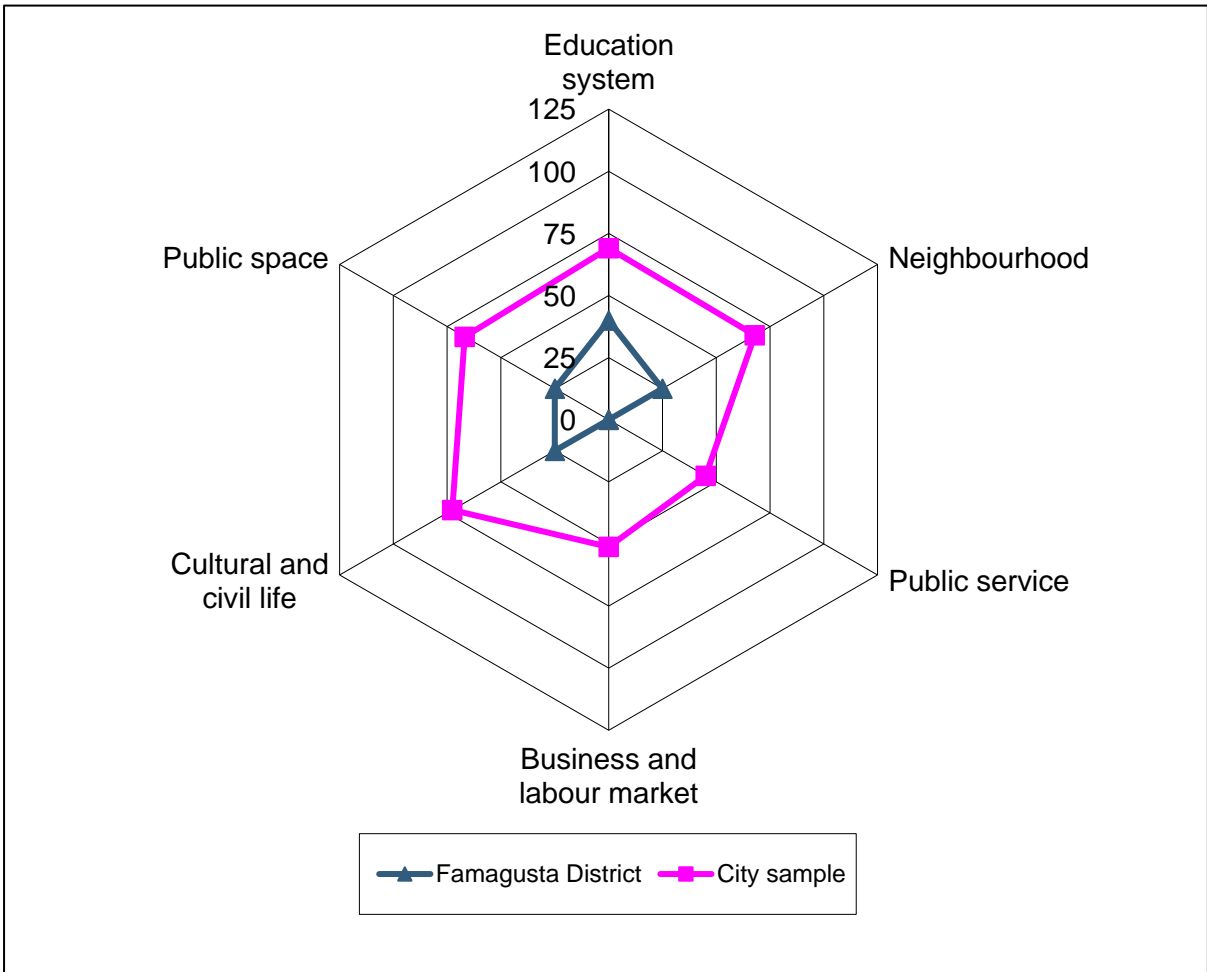 Education
system
125
100
75
50
25
0
Public space
Neighbourhood
Cultural and
civil life
Public service
Business and
labour market
Famagusta District
City sample